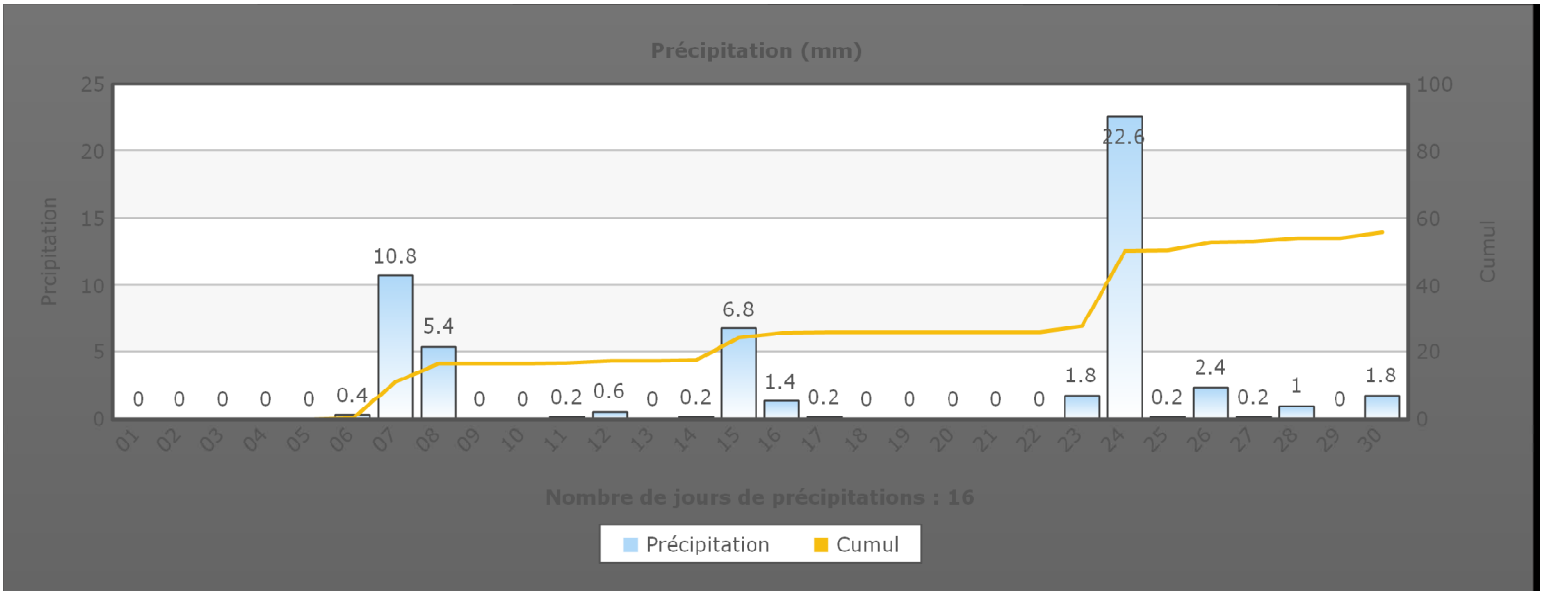 Précipitation (mm)
Prcipitation
Cumul
25
20
15
10
5
0
100
80
60
40
20
0
0 0 0 0 0 0.4 10.8 5.4 0 0 0.2 0.6 0 0.2 6.8 1.4 0.2 0 0 0 0 0 1.8 22.6 0.2 2.4 0.2 1 0 1.8
01 02 03 04 05 06 07 08 09 10 11 12 13 14 15 16 17 18 19 20 21 22 23 24 25 26 27 28 29 30
Nombre de jours de précipitations : 16
Précipitation Cumul